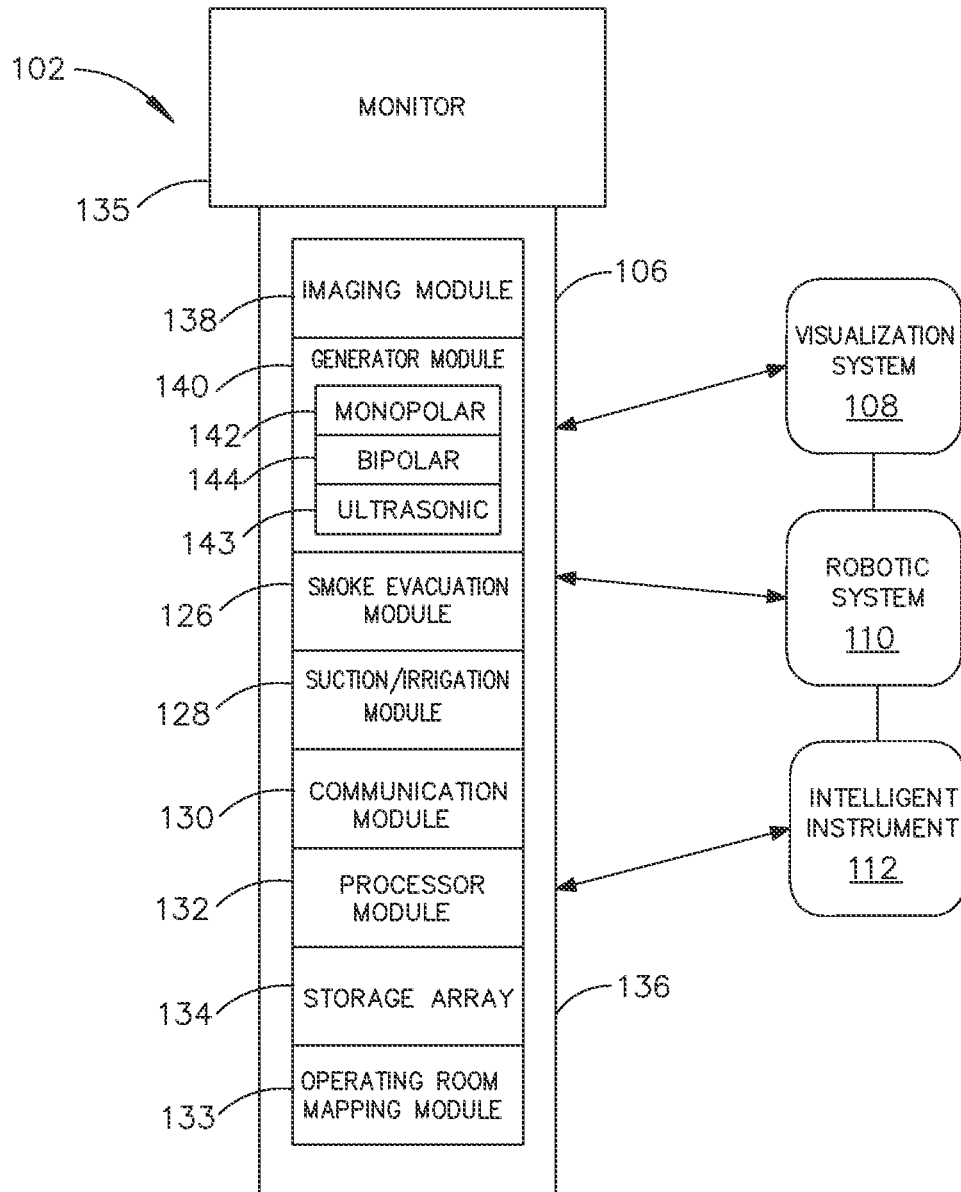 102
MONITOR
135
IMAGING MODULE
138
106
GENERATOR MODULE
140
MONOPOLAR
142
BIPOLAR
144
ULTRASONIC
143
SMOKE EVACUATION
MODULE
126
SUCTION/IRRIGATION
MODULE
128
COMMUNICATION
MODULE
130
PROCESSOR
MODULE
132
STORAGE ARRAY
134
136
OPERATING ROOM
MAPPING MODULE
133
VISUALIZATION
SYSTEM
108
ROBOTIC
SYSTEM
110
INTELLIGENT
INSTRUMENT
112